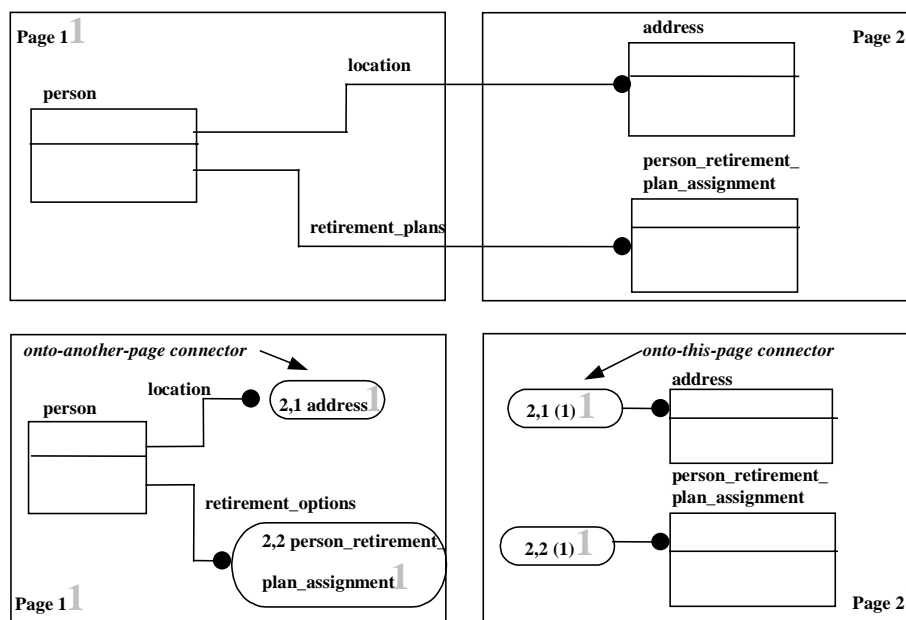 Page 1 1
address
Page 2
location
person
person_retirement_
plan_assignment
retirement_plans
onto-another-page connector
location
2,1 address 1
person
retirement_options
2,2 person_retirement_
plan_assignment 1
Page 1 1
onto-this-page connector
address
2,1 (1) 1
person_retirement_
plan_assignment
2,2 (1) 1
Page 2